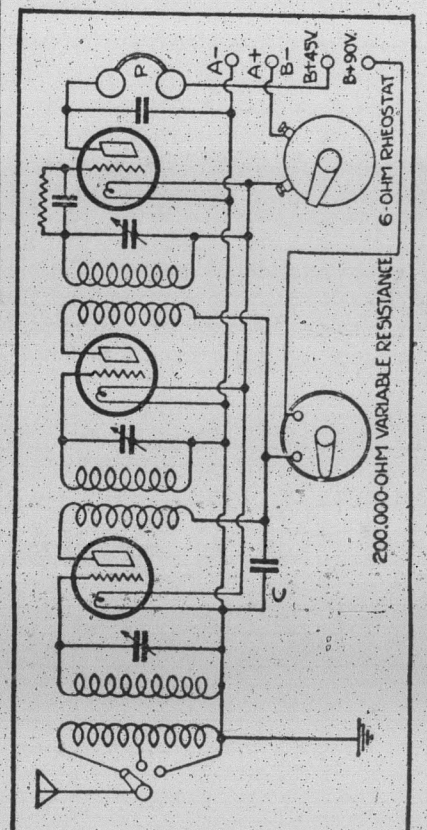 P
A-
A+
B-
B+45V.
B+90V.
6-OHM RHEOSTAT
200,000-OHM VARIABLE RESISTANCE
C